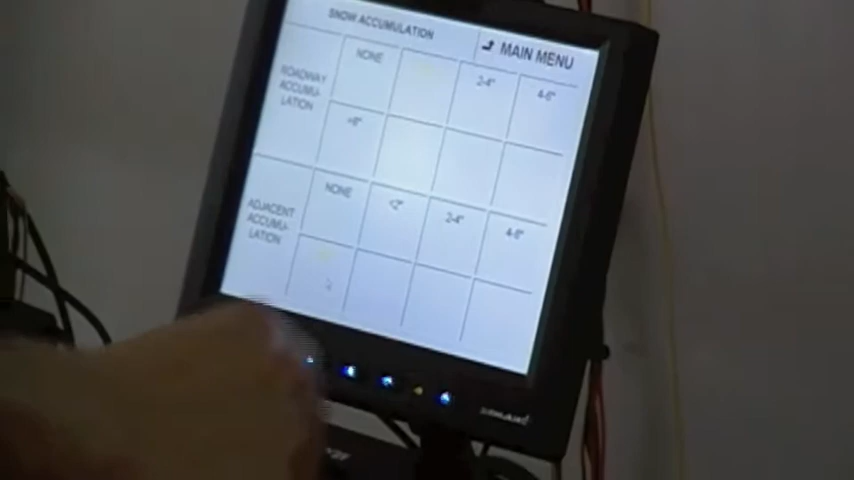 SNOW ACCUMULATION
MAIN MENU
ROADWAY
ACCUMU-
LATION
NONE
2-4"
4-6"
>6"
ADJACENT
ACCUMU-
LATION
NONE
<2"
2-4"
4-6"